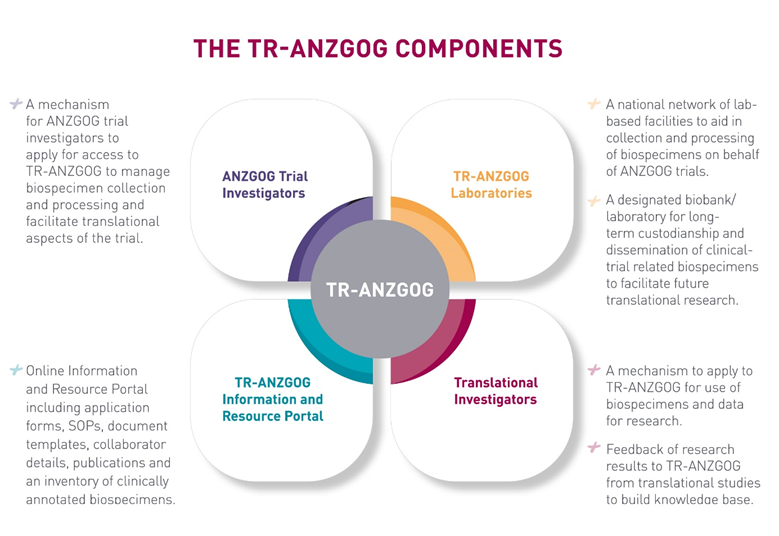 THE TR-ANZGOG COMPONENTS
A mechanism
for ANZGOG trial
investigators to
apply for access to
TR-ANZGOG to manage
biospecimen collection
and processing and
facilitate translational
aspects of the trial.
ANZGOG Trial
Investigators
TR-ANZGOG
Laboratories
A national network of lab-
based facilities to aid in
collection and processing
of biospecimens on behalf
of ANZGOG trials.
A designated biobank/
laboratory for long-
term custodianship and
dissemination of clinical-
trial related biospecimens
to facilitate future
translational research.
TR-ANZGOG
Online Information
and Resource Portal
including application
forms, SOPs, document
templates, collaborator
details, publications and
an inventory of clinically
annotated biospecimens.
TR-ANZGOG
Information and
Resource Portal
Translational
Investigators
A mechanism to apply to
TR-ANZGOG for use of
biospecimens and data
for research.
Feedback of research
results to TR-ANZGOG
from translational studies
to build knowledge base.